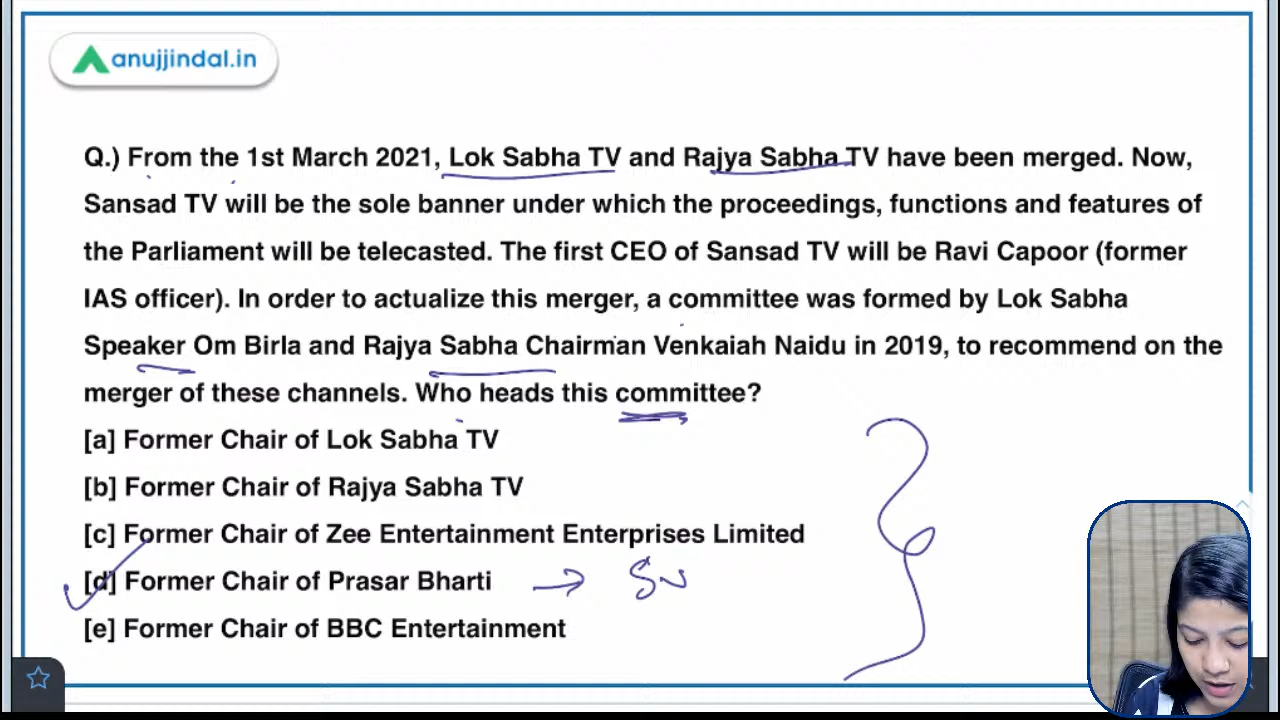 anujjindal.in
Q.) From the 1st March 2021, Lok Sabha TV and Rajya Sabha TV have been merged. Now,
Sansad TV will be the sole banner under which the proceedings, functions and features of
the Parliament will be telecasted. The first CEO of Sansad TV will be Ravi Capoor (former
IAS officer). In order to actualize this merger, a committee was formed by Lok Sabha
Speaker Om Birla and Rajya Sabha Chairman Venkaiah Naidu in 2019, to recommend on the
merger of these channels. Who heads this committee?
[a] Former Chair of Lok Sabha TV
[b] Former Chair of Rajya Sabha TV
[c] Former Chair of Zee Entertainment Enterprises Limited
[d] Former Chair of Prasar Bharti
[e] Former Chair of BBC Entertainment